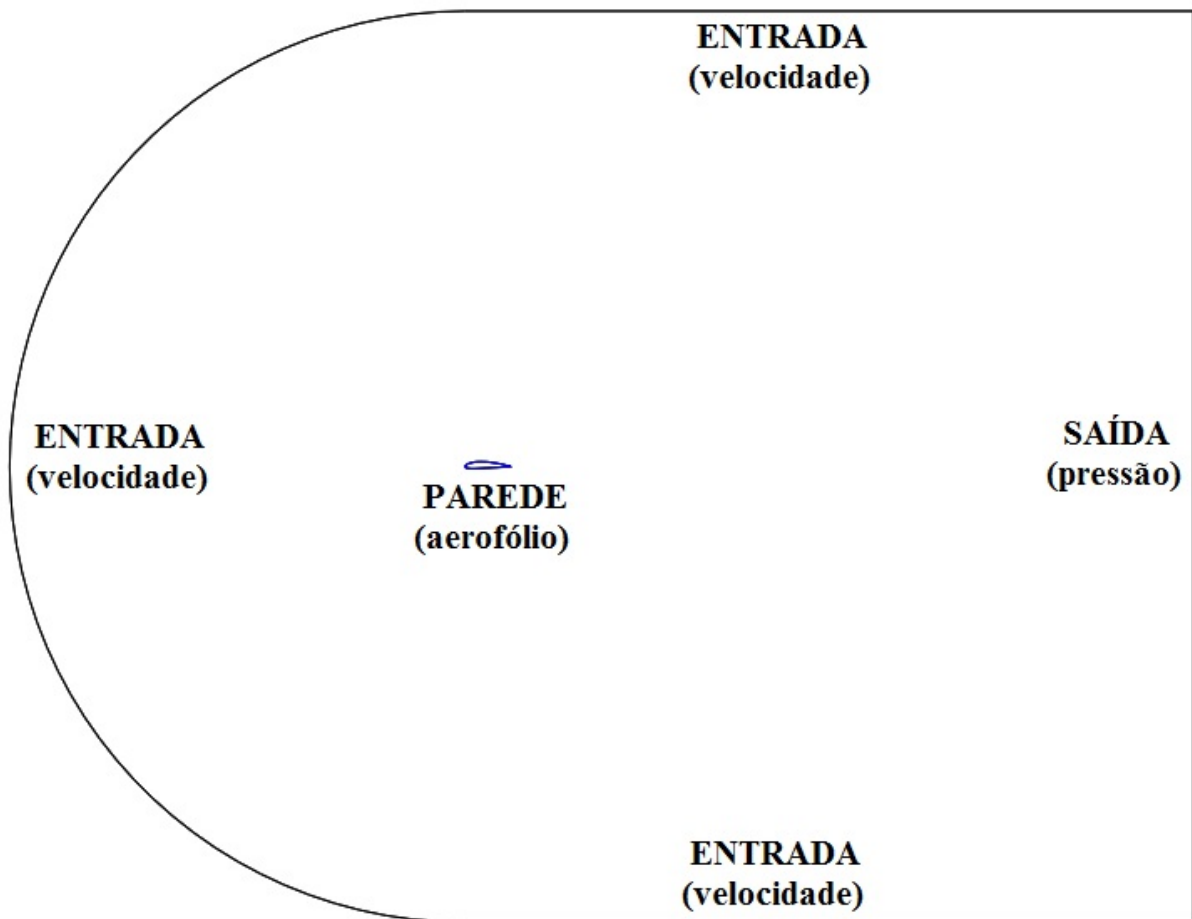 ENTRADA
(velocidade)
ENTRADA
(velocidade)
PAREDE
(aerofólio)
SAÍDA
(pressão)
ENTRADA
(velocidade)